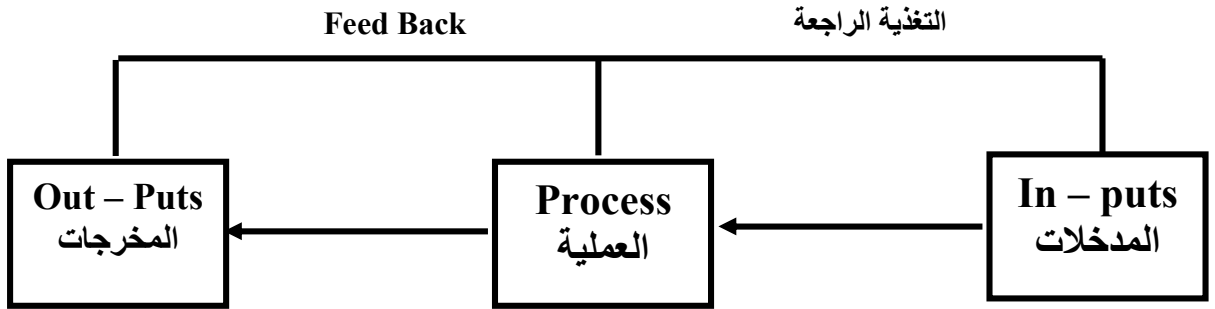 التغذية الراجعة
Feed Back
In – puts
المدخلات
Process
العملية
Out – Puts
المخرجات